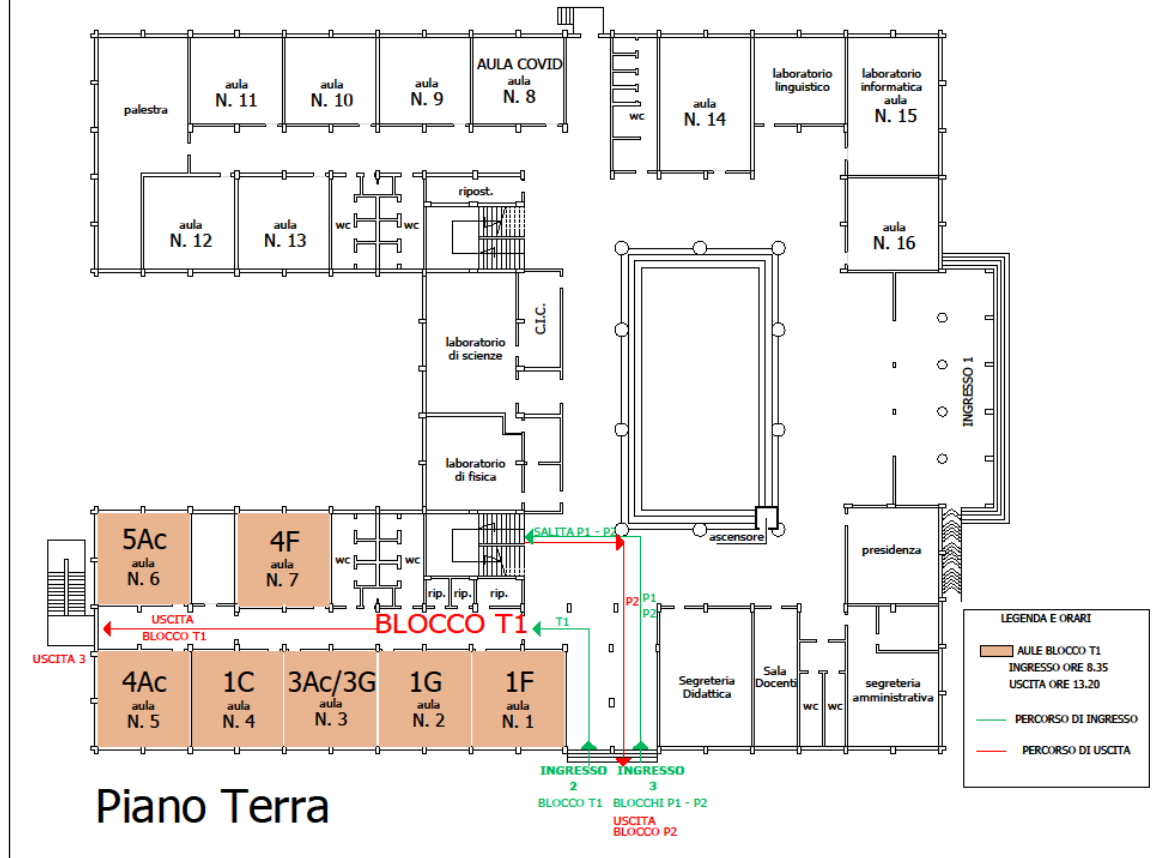 palestra
aula
N. 11
aula
N. 10
aula
N. 9
AULA COVID
aula
N. 8
wc
aula
N. 14
laboratorio
linguistico
laboratorio
informatica
aula
N. 15
aula
N. 12
aula
N. 13
wc
wc
ripost.
aula
N. 16
C.I.C.
laboratorio
di scienze
INGRESSO 1
laboratorio
di fisica
5Ac
aula
N. 6
4F
aula
N. 7
wc
wc
SALITA P1 - P2
ascensore
presidenza
rip.
rip.
rip.
P2
P1
P2
USCITA
BLOCCO T1
BLOCCO T1
T1
USCITA 3
4Ac
aula
N. 5
1C
aula
N. 4
3Ac/3G
aula
N. 3
1G
aula
N. 2
1F
aula
N. 1
Segreteria
Didattica
Sala
Docenti
wc
wc
segreteria
amministrativa
LEGENDA E ORARI
AULE BLOCCO T1
INGRESSO ORE 8.35
USCITA ORE 13.20
PERCORSO DI INGRESSO
PERCORSO DI USCITA
INGRESSO
2
BLOCCO T1
INGRESSO
3
BLOCCHI P1 - P2
USCITA
BLOCCO P2
Piano Terra